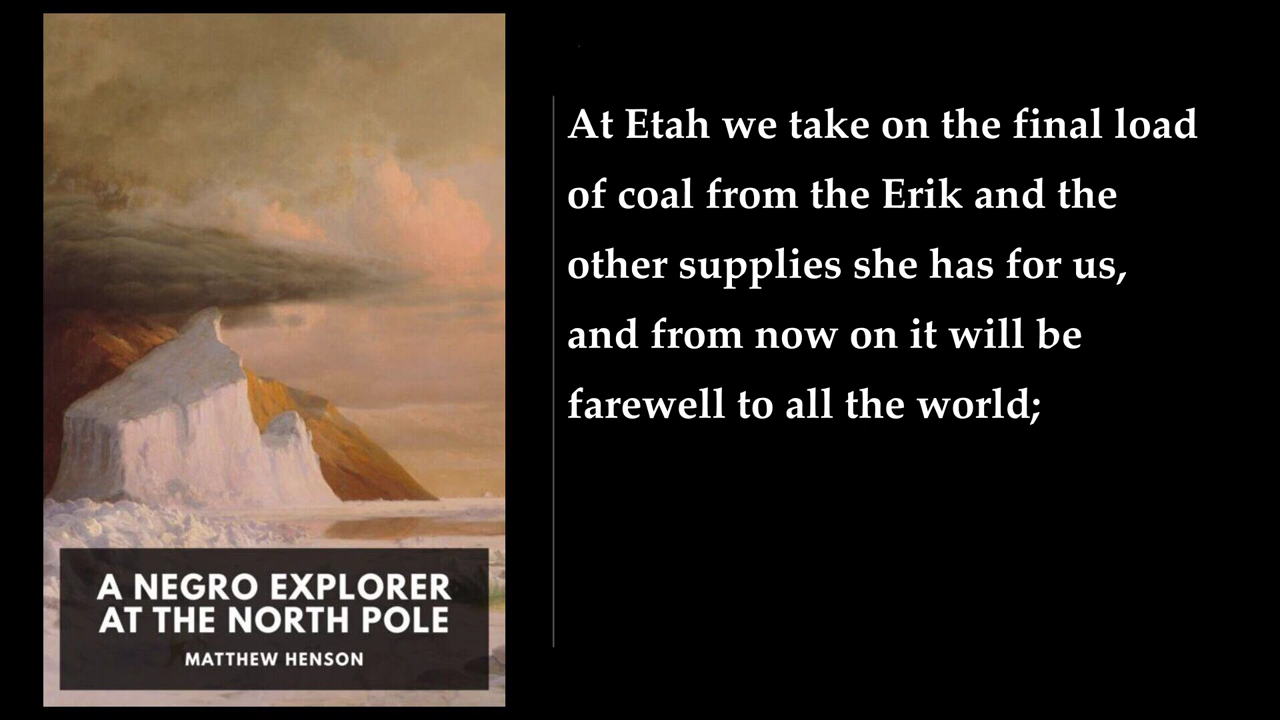 At Etah we take on the final load
of coal from the Erik and the
other supplies she has for us,
and from now on it will be
farewell to all the world;
A NEGRO EXPLORER
AT THE NORTH POLE
MATTHEW HENSON